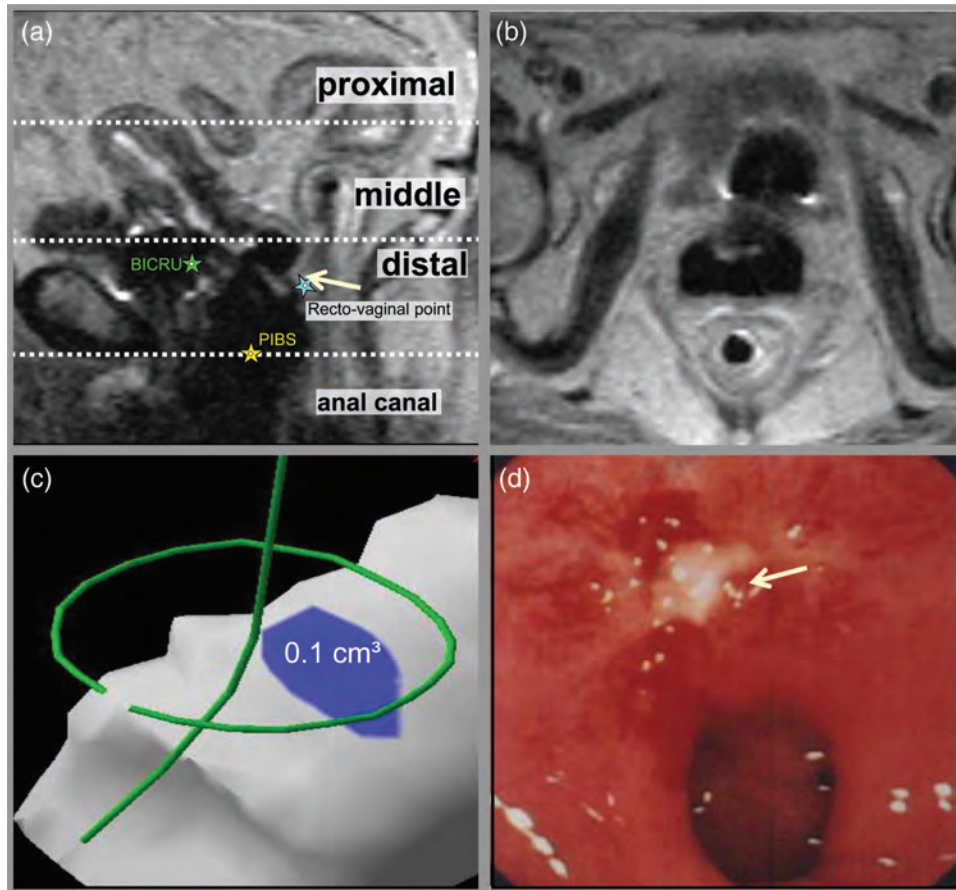 (a)
proximal
middle
BICRU
distal
Recto-vaginal point
PIBS
anal canal
(b)
(c)
0.1 cm³
(d)